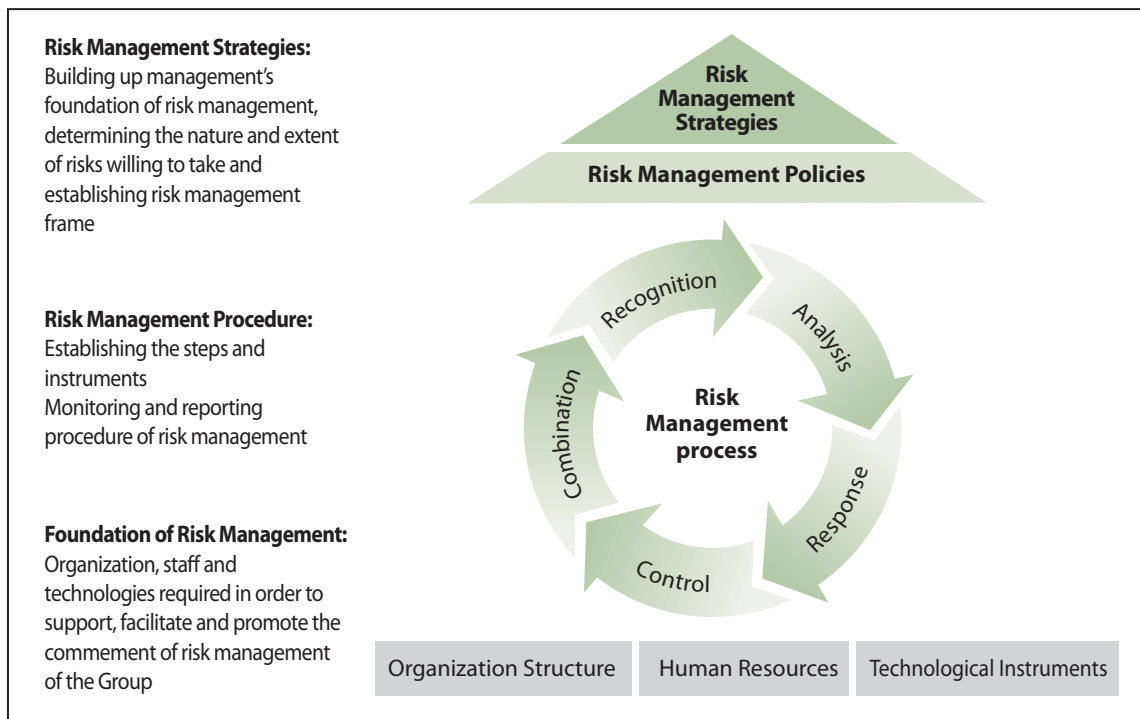 Risk Management Strategies:
Building up management’s
foundation of risk management,
determining the nature and extent
of risks willing to take and
establishing risk management
frame
Risk Management Procedure:
Establishing the steps and
instruments
Monitoring and reporting
procedure of risk management
Foundation of Risk Management:
Organization, staff and
technologies required in order to
support, facilitate and promote the
commement of risk management
of the Group
Risk
Management
Strategies
Risk Management Policies
Recognition
Analysis
Response
Control
Combination
Risk
Management
process
Organization Structure
Human Resources
Technological Instruments